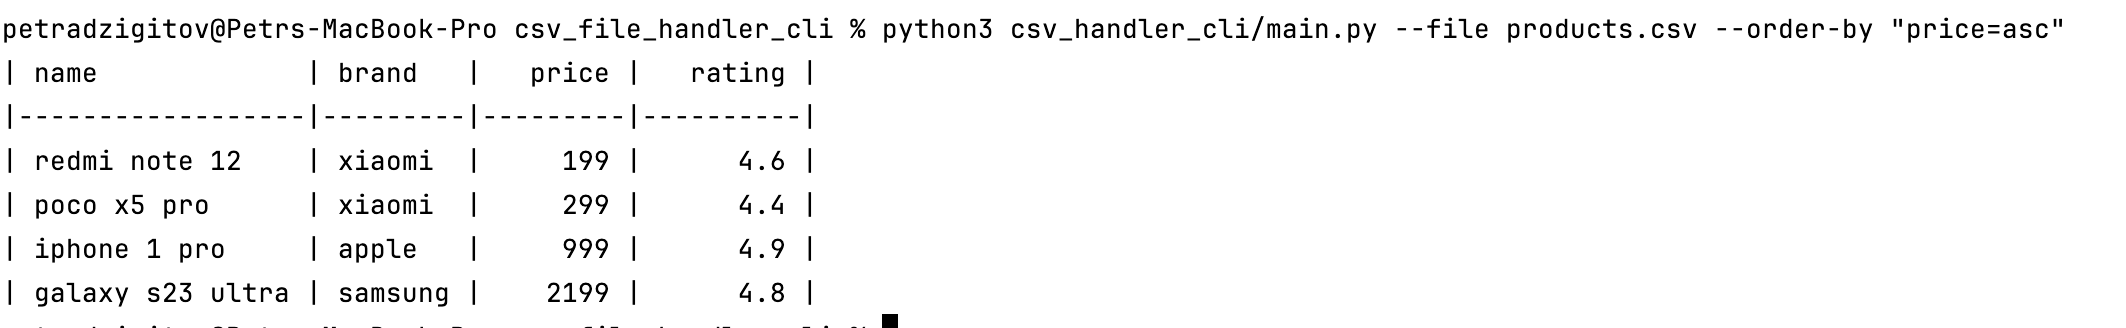 petradzigitov@Petrs-MacBook-Pro csv_file_handler_cli % python3 csv_handler_cli/main.py --file products.csv --order-by "price=asc"
| name             | brand   |   price |   rating |
|------------------|---------|---------|----------|
| redmi note 12    | xiaomi  |     199 |      4.6 |
| poco x5 pro      | xiaomi  |     299 |      4.4 |
| iphone 1 pro     | apple   |     999 |      4.9 |
| galaxy s23 ultra | samsung |    2199 |      4.8 |